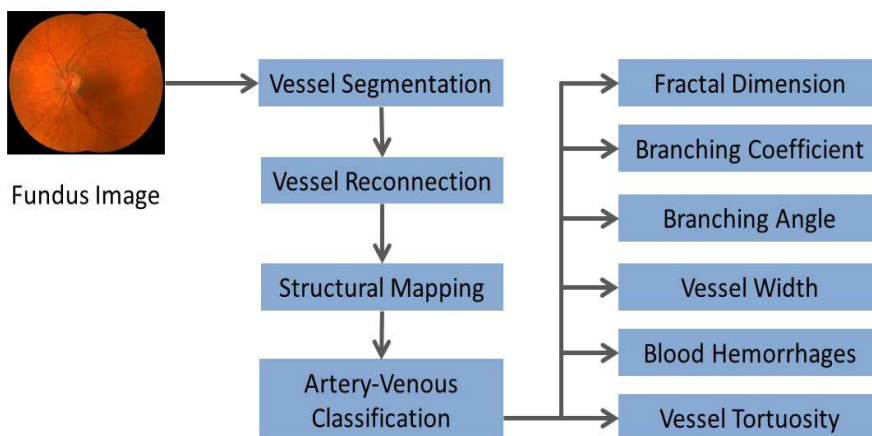 Fundus Image
Vessel Segmentation
Vessel Reconnection
Structural Mapping
Artery-Venous
Classification
Fractal Dimension
Branching Coefficient
Branching Angle
Vessel Width
Blood Hemorrhages
Vessel Tortuosity